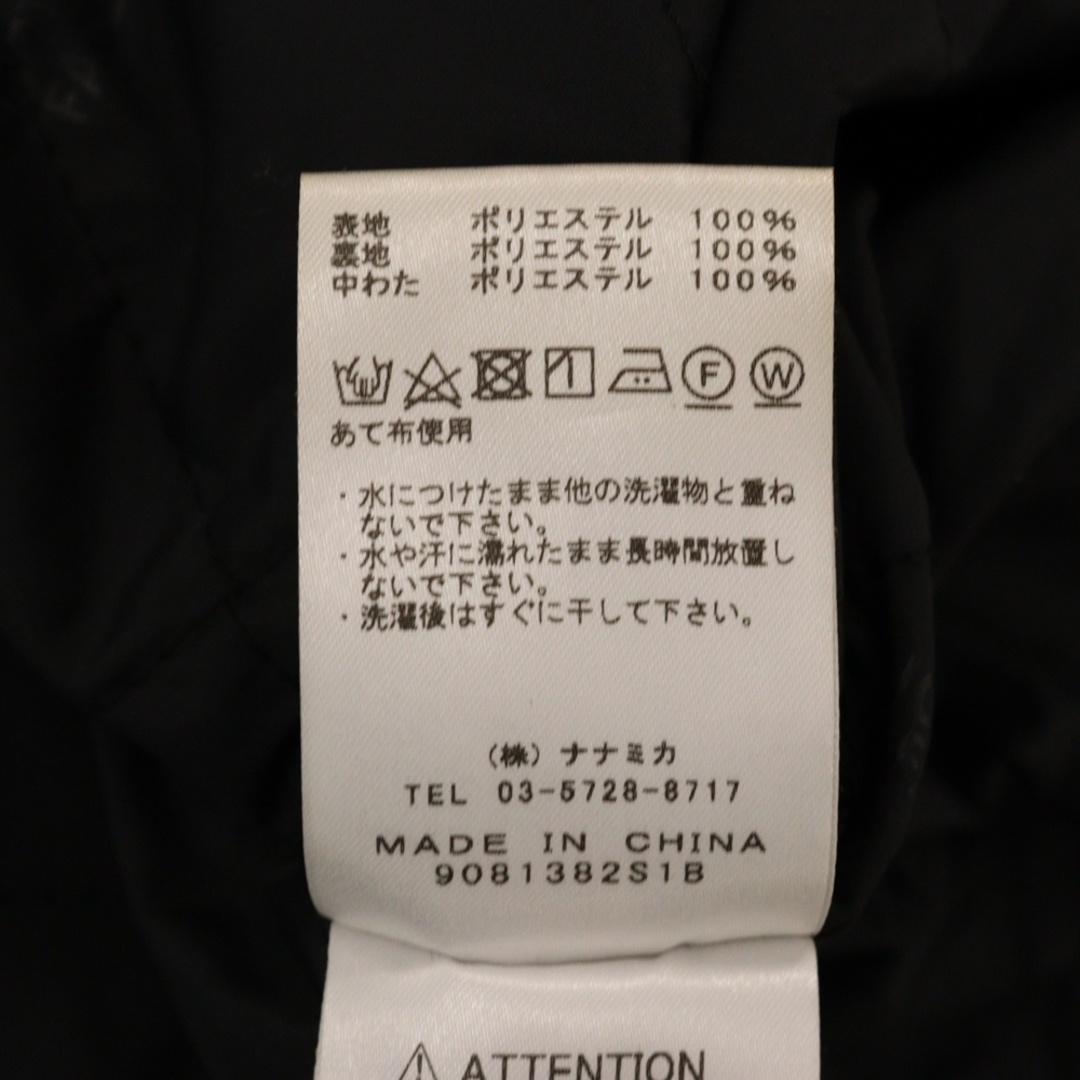 表地 ポリエステル 100%
裏地 ポリエステル 100%
中わた ポリエステル 100%
F W
あて布使用
・水につけたまま他の洗濯物と重ね
ないで下さい。
・水や汗に濡れたまま長時間放置し
ないで下さい。
・洗濯後はすぐに干して下さい。
(株)ナナミカ
TEL 03-5728-8717
MADE IN CHINA
9081382S1B
ATTENTION